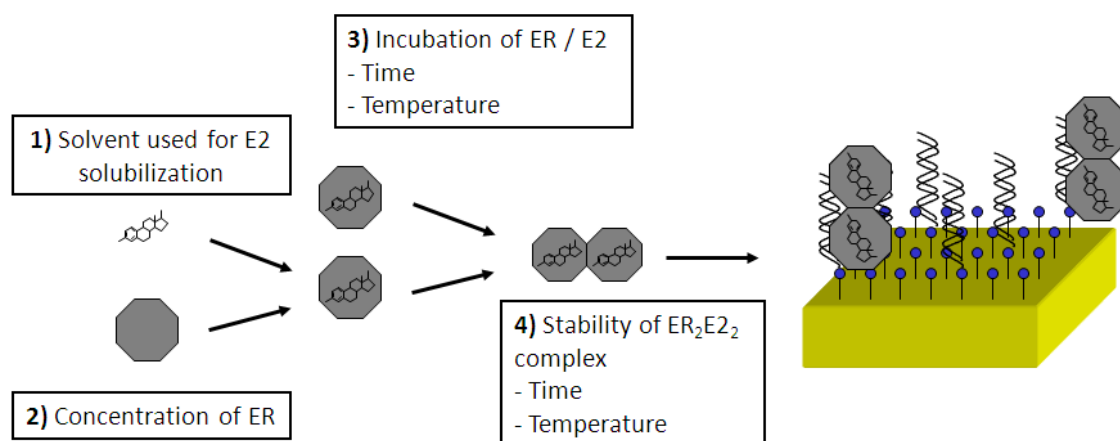 3) Incubation of ER / E2
- Time
- Temperature
1) Solvent used for E2
solubilization
4) Stability of ER₂E2₂
complex
- Time
- Temperature
2) Concentration of ER